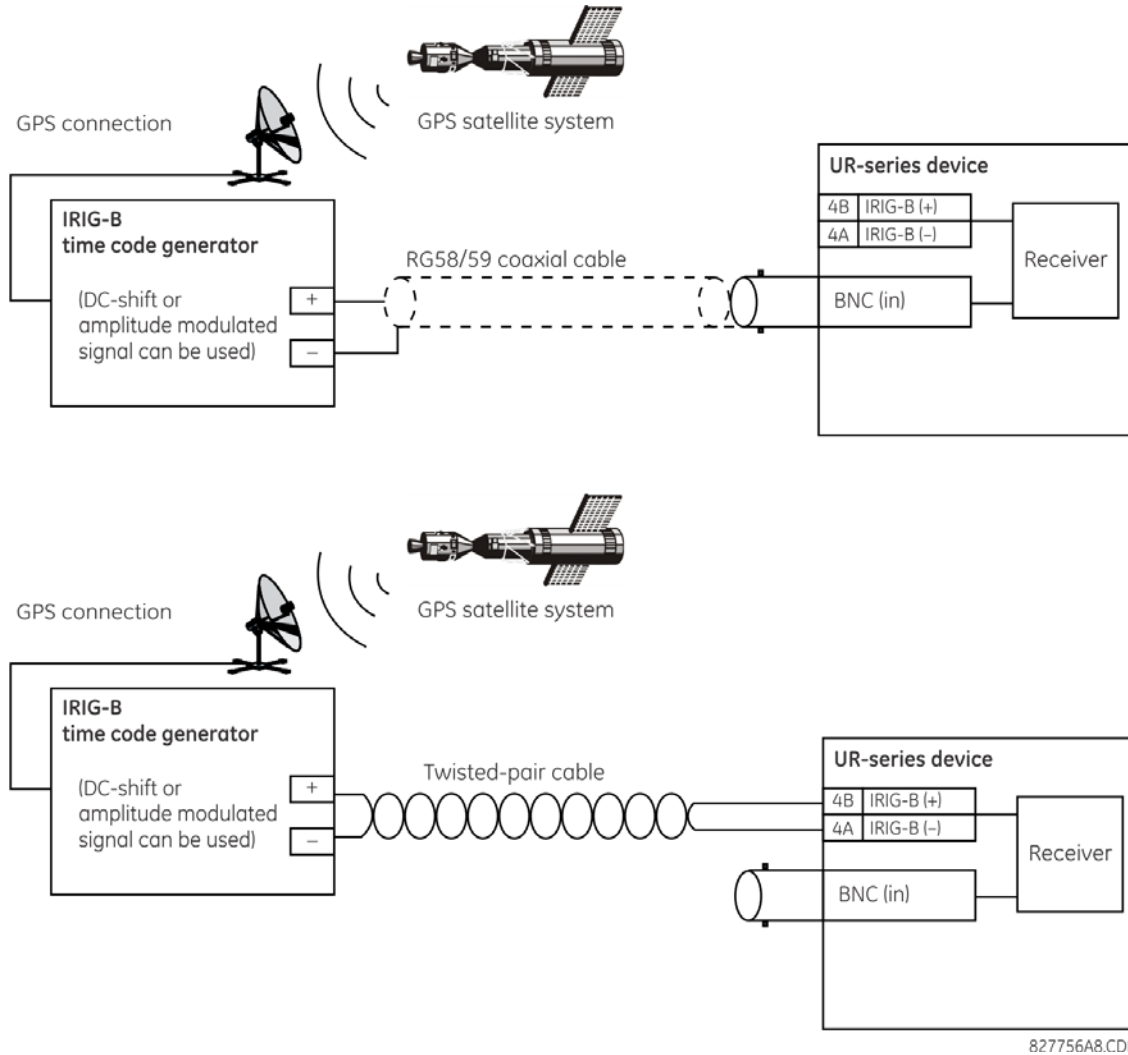 GPS connection
GPS satellite system
IRIG-B
time code generator
(DC-shift or
amplitude modulated
signal can be used)
+
−
RG58/59 coaxial cable
UR-series device
4B IRIG-B (+)
4A IRIG-B (−)
BNC (in)
Receiver
GPS connection
GPS satellite system
IRIG-B
time code generator
(DC-shift or
amplitude modulated
signal can be used)
+
−
Twisted-pair cable
UR-series device
4B IRIG-B (+)
4A IRIG-B (−)
BNC (in)
Receiver